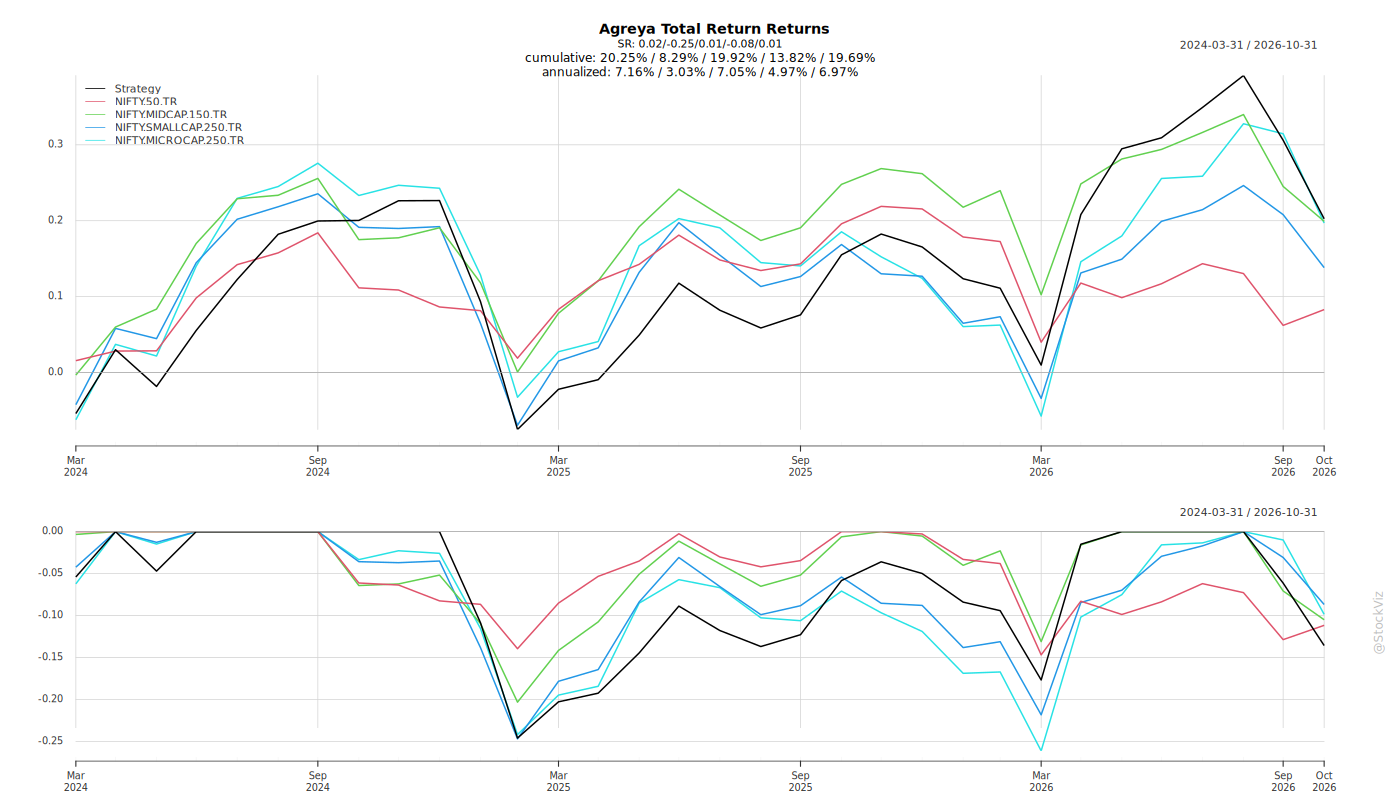 Agreya Total Return Returns
SR: 0.02/-0.25/0.01/-0.08/0.01
cumulative: 20.25% / 8.29% / 19.92% / 13.82% / 19.69%
annualized: 7.16% / 3.03% / 7.05% / 4.97% / 6.97%
2024-03-31 / 2026-10-31
Strategy
NIFTY.50.TR
NIFTY.MIDCAP.150.TR
NIFTY.SMALLCAP.250.TR
NIFTY.MICROCAP.250.TR
0.3
0.2
0.1
0.0
Mar Sep Mar Sep Mar Sep Oct
2024 2024 2025 2025 2026 2026 2026
2024-03-31 / 2026-10-31
0.00
-0.05
-0.10
-0.15
-0.20
-0.25
Mar Sep Mar Sep Mar Sep Oct
2024 2024 2025 2025 2026 2026 2026
@StockViz